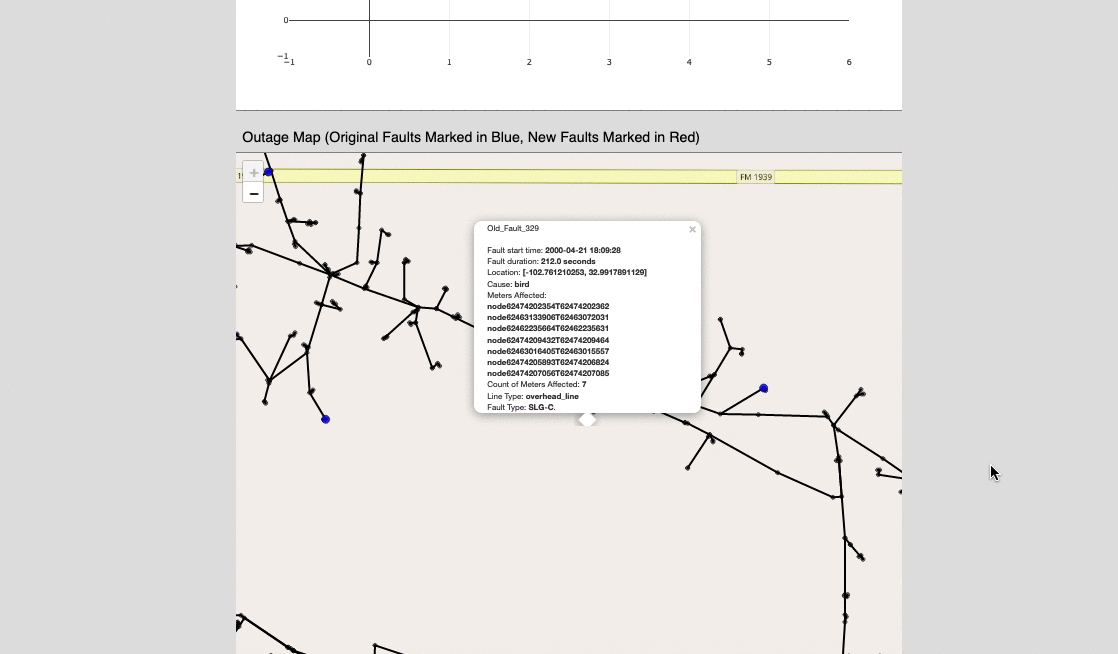 0
−1
−1 0 1 2 3 4 5 6
Outage Map (Original Faults Marked in Blue, New Faults Marked in Red)
+
−
FM 1939
Old_Fault_329
×
Fault start time: 2000-04-21 18:09:28
Fault duration: 212.0 seconds
Location: [-102.761210253, 32.9917891129]
Cause: bird
Meters Affected:
node62474202354T62474202362
node62463133906T62463072031
node62462235664T62462235631
node62474209432T62474209464
node62463016405T62463015557
node62474205893T62474206824
node62474207056T62474207085
Count of Meters Affected: 7
Line Type: overhead_line
Fault Type: SLG-C.